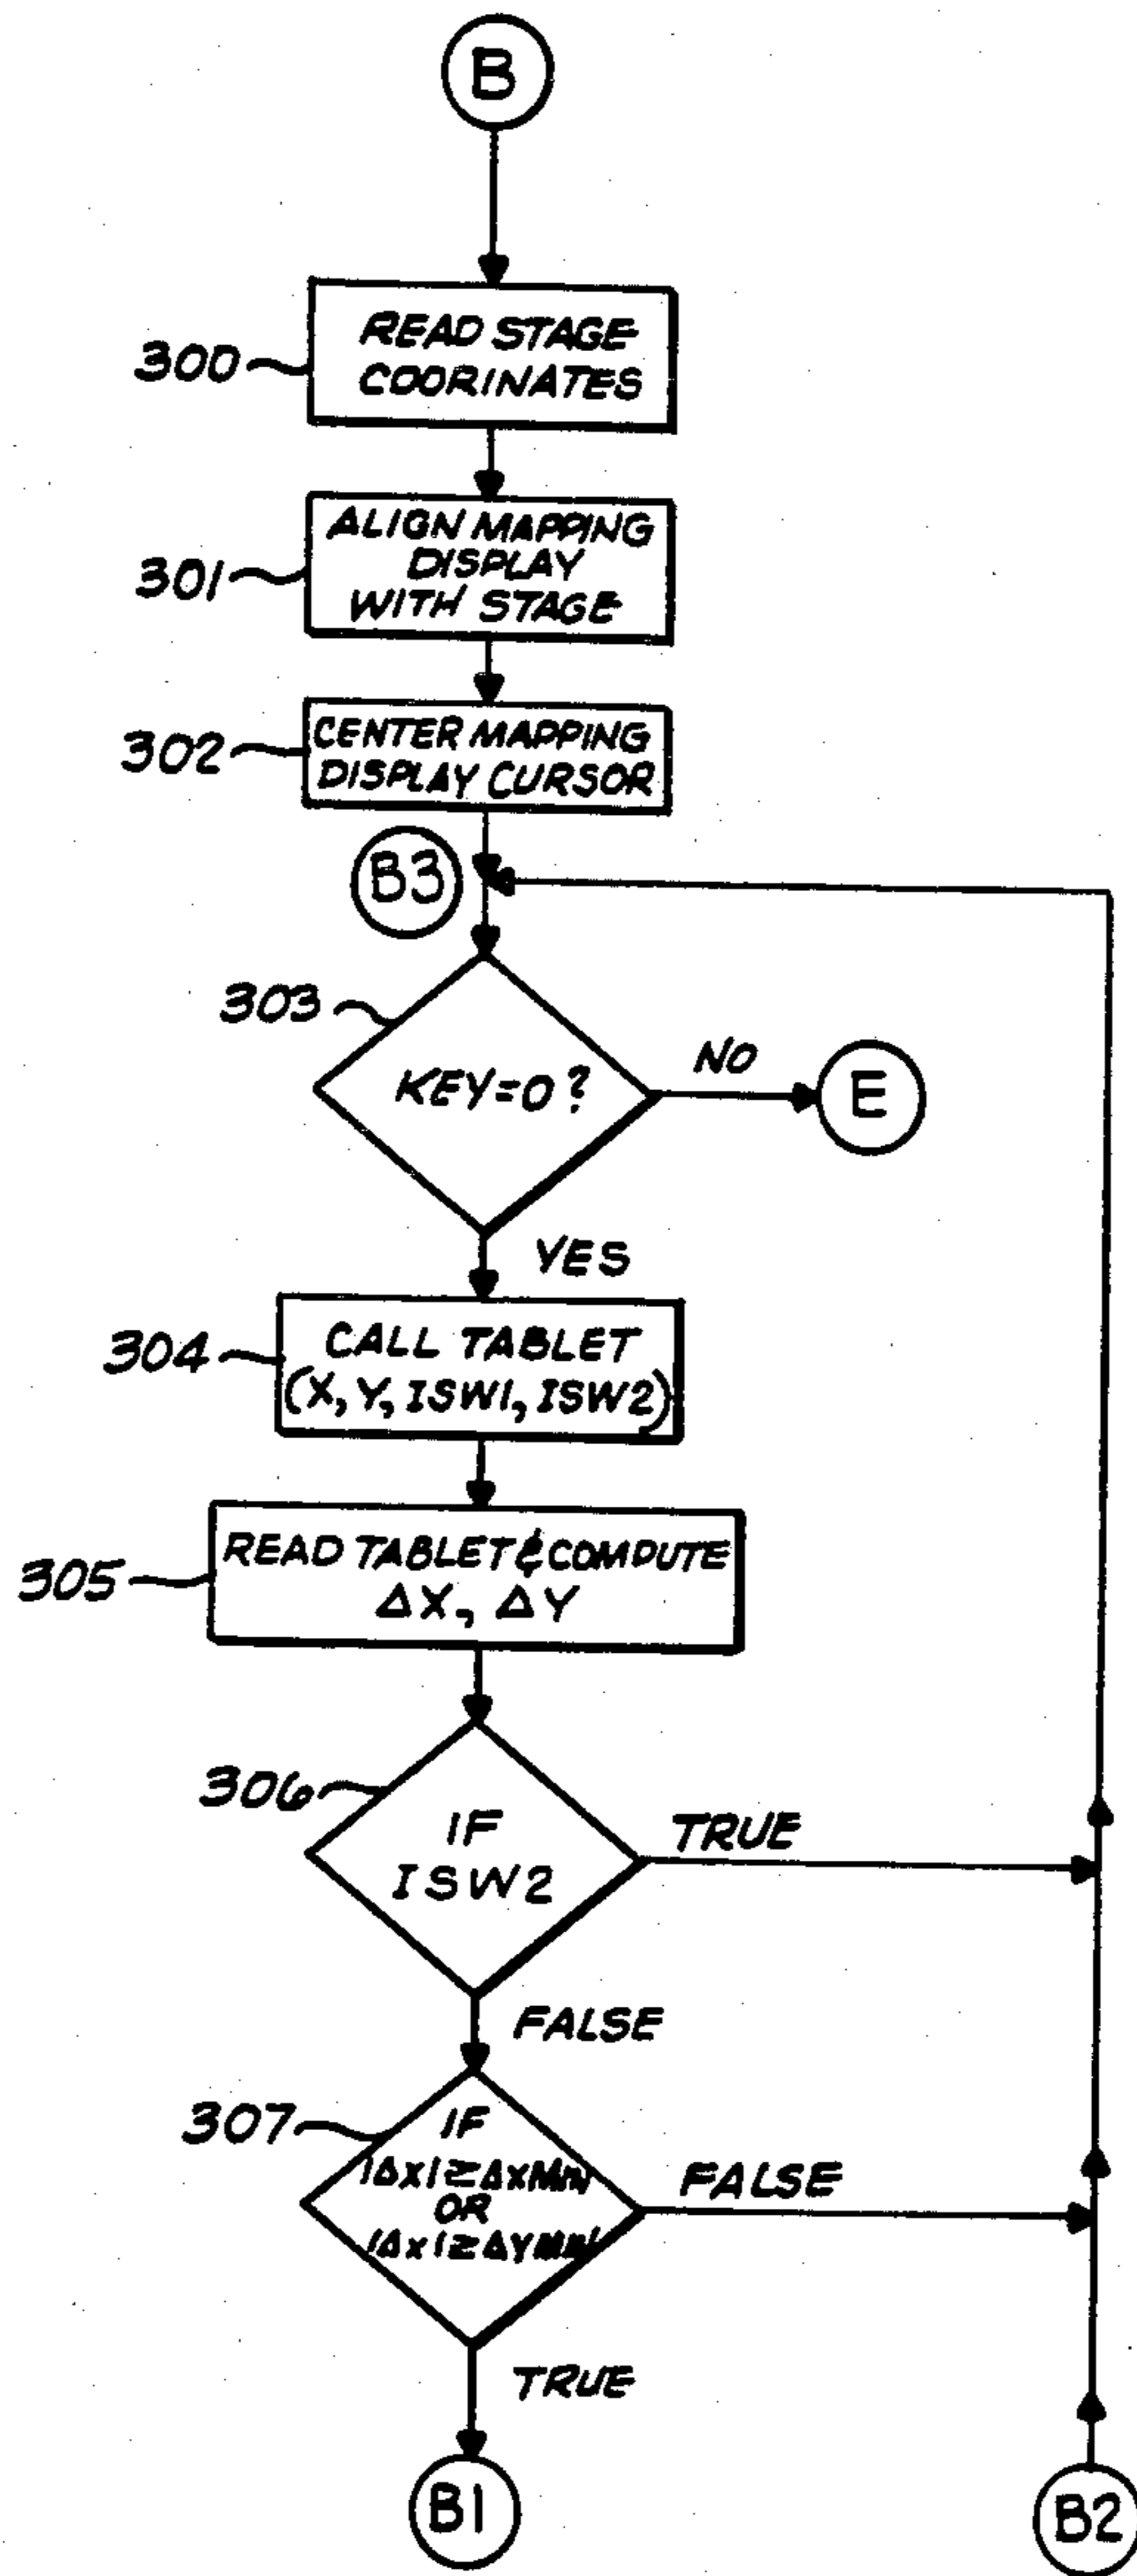 B
300
READ STAGE
COORINATES
301
ALIGN MAPPING
DISPLAY
WITH STAGE
302
CENTER MAPPING
DISPLAY CURSOR
B3
303
KEY=0?
NO
E
YES
304
CALL TABLET
(X, Y, ISW1, ISW2)
305
READ TABLET & COMPUTE
ΔX, ΔY
306
IF
ISW2
TRUE
FALSE
307
IF
|ΔX| ≥ ΔXMIN
OR
|ΔX| ≥ ΔYMIN
FALSE
TRUE
B1
B2